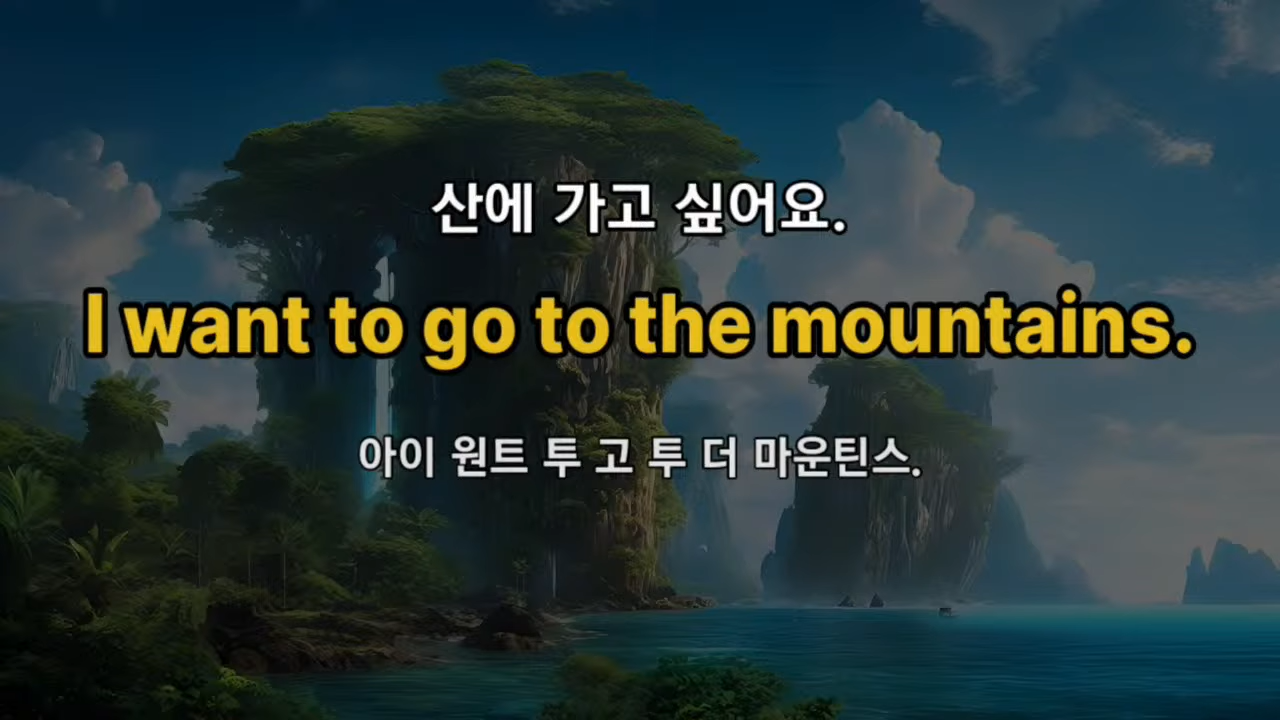 산에 가고 싶어요.
I want to go to the mountains.
아이 원트 투 고 투 더 마운틴스.